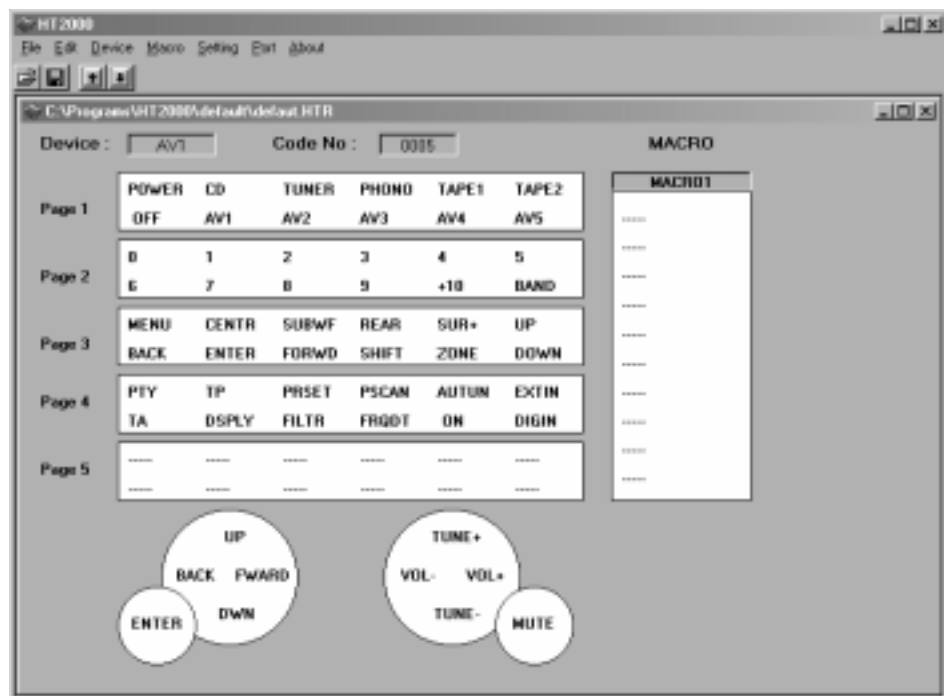 HT2000
File Edit Device Macro Setting Port About
C:\Programs\HT2000\default\defaut.HTR
Device : AV1 Code No : 0005 MACRO
MACRO1
Page 1
POWER CD TUNER PHONO TAPE1 TAPE2
OFF AV1 AV2 AV3 AV4 AV5
-----
-----
Page 2
0 1 2 3 4 5
6 7 8 9 +10 BAND
-----
-----
Page 3
MENU CENTR SUBWF REAR SUR+ UP
BACK ENTER FORWD SHIFT ZONE DOWN
-----
-----
Page 4
PTY TP PRSET PSCAN AUTUN EXTIN
TA DSPLY FILTR FRQDT ON DIGIN
-----
-----
Page 5
----- ----- ----- ----- ----- -----
----- ----- ----- ----- ----- -----
-----
-----
UP
BACK FWARD
DWN
ENTER
TUNE+
VOL- VOL+
TUNE-
MUTE